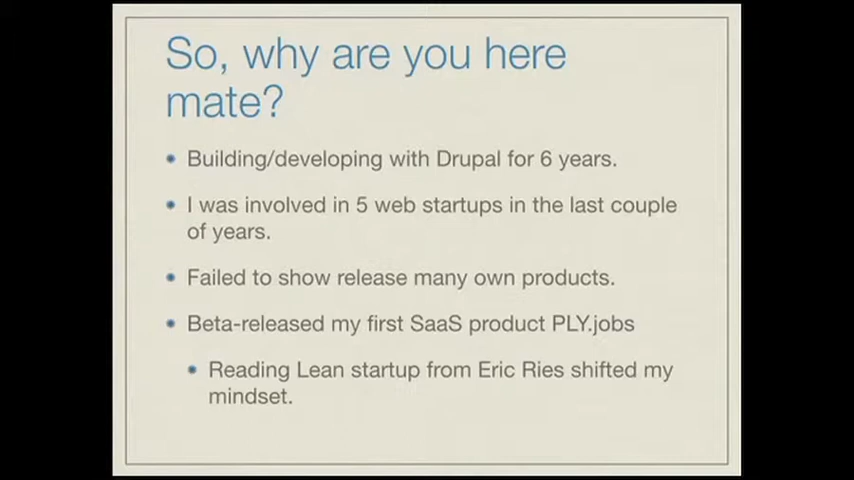 So, why are you here
mate?
Building/developing with Drupal for 6 years.
I was involved in 5 web startups in the last couple
of years.
Failed to show release many own products.
Beta-released my first SaaS product PLY.jobs
Reading Lean startup from Eric Ries shifted my
mindset.